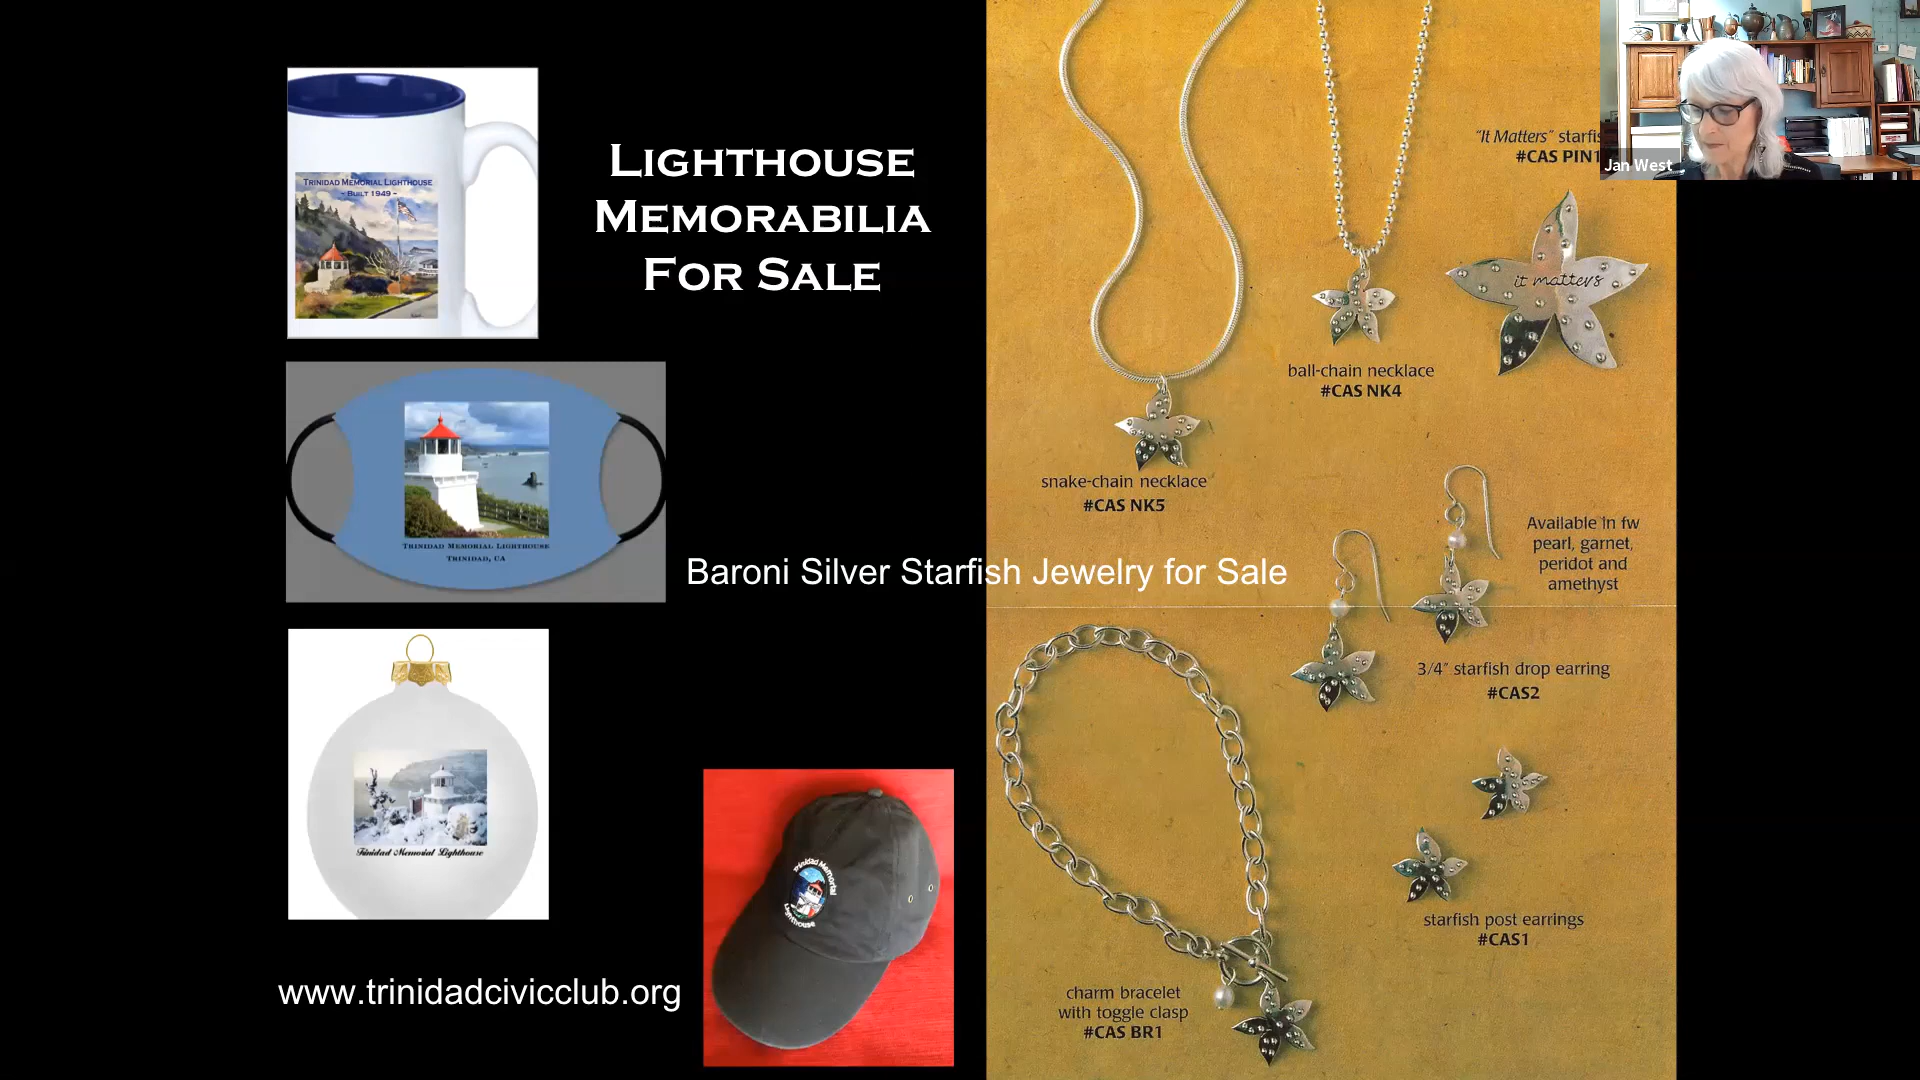 LIGHTHOUSE
MEMORABILIA
FOR SALE
TRINIDAD MEMORIAL LIGHTHOUSE
~ BUILT 1949 ~
TRINIDAD MEMORIAL LIGHTHOUSE
TRINIDAD, CA
Trinidad Memorial Lighthouse
Trinidad Memorial
Lighthouse
www.trinidadcivicclub.org
Baroni Silver Starfish Jewelry for Sale
"It Matters"
#CAS PIN1
it matters
ball-chain necklace
#CAS NK4
snake-chain necklace
#CAS NK5
Available in fw
pearl, garnet,
peridot and
amethyst
3/4" starfish drop earring
#CAS2
starfish post earrings
#CAS1
charm bracelet
with toggle clasp
#CAS BR1
Jan West